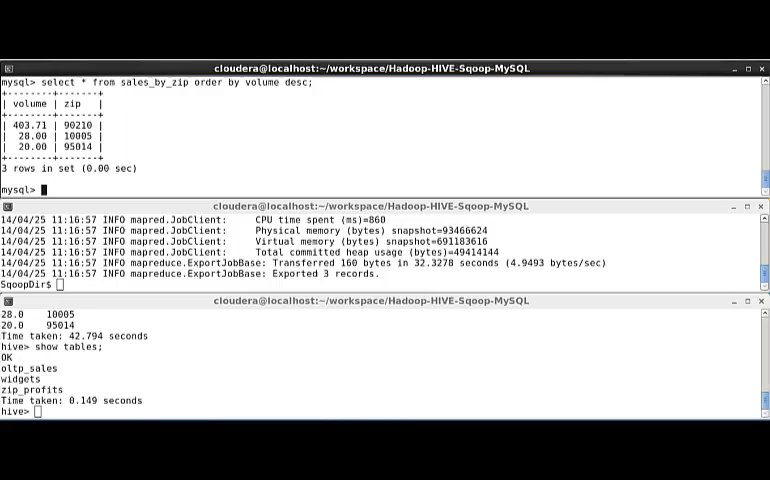 cloudera@localhost:~/workspace/Hadoop-HIVE-Sqoop-MySQL
mysql> select * from sales_by_zip order by volume desc;
+--------+-------+
| volume | zip   |
+--------+-------+
| 403.71 | 90210 |
|  28.00 | 10005 |
|  20.00 | 95014 |
+--------+-------+
3 rows in set (0.00 sec)
mysql>
cloudera@localhost:~/workspace/Hadoop-HIVE-Sqoop-MySQL
14/04/25 11:16:57 INFO mapred.JobClient:     CPU time spent (ms)=860
14/04/25 11:16:57 INFO mapred.JobClient:     Physical memory (bytes) snapshot=93466624
14/04/25 11:16:57 INFO mapred.JobClient:     Virtual memory (bytes) snapshot=691183616
14/04/25 11:16:57 INFO mapred.JobClient:     Total committed heap usage (bytes)=49414144
14/04/25 11:16:57 INFO mapreduce.ExportJobBase: Transferred 160 bytes in 32.3278 seconds (4.9493 bytes/sec)
14/04/25 11:16:57 INFO mapreduce.ExportJobBase: Exported 3 records.
SqoopDir$
cloudera@localhost:~/workspace/Hadoop-HIVE-Sqoop-MySQL
28.0    10005
20.0    95014
Time taken: 42.794 seconds
hive> show tables;
OK
oltp_sales
widgets
zip_profits
Time taken: 0.149 seconds
hive>